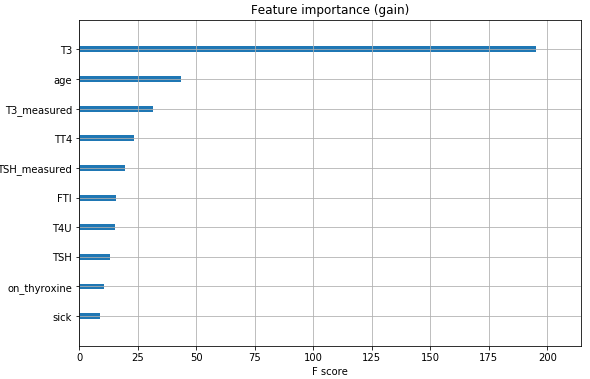 Feature importance (gain)
T3
age
T3_measured
TT4
TSH_measured
FTI
T4U
TSH
on_thyroxine
sick
0 25 50 75 100 125 150 175 200
F score